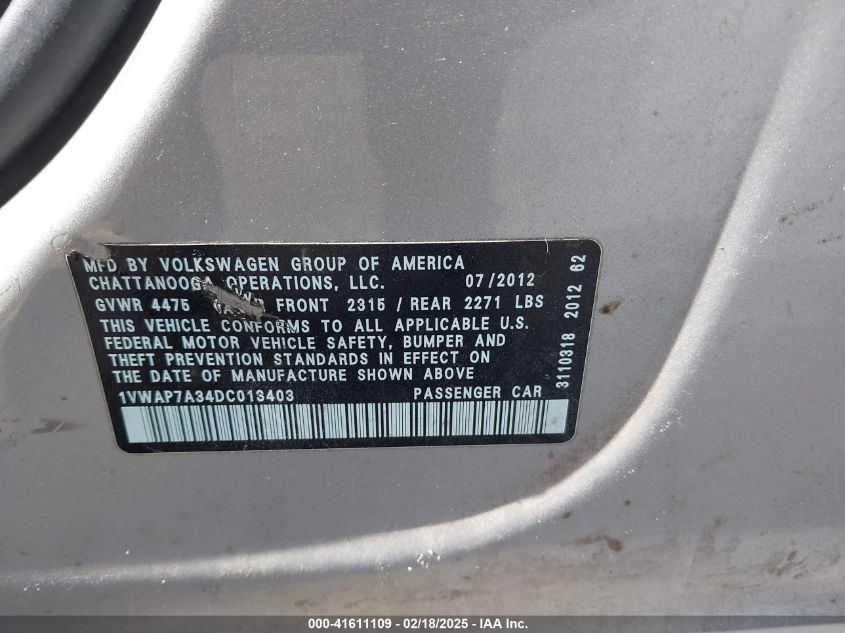 MFD BY VOLKSWAGEN GROUP OF AMERICA
CHATTANOOGA OPERATIONS, LLC. 07/2012
GVWR 4475 GAWR FRONT 2315 / REAR 2271 LBS
THIS VEHICLE CONFORMS TO ALL APPLICABLE U.S.
FEDERAL MOTOR VEHICLE SAFETY, BUMPER AND
THEFT PREVENTION STANDARDS IN EFFECT ON
THE DATE OF MANUFACTURE SHOWN ABOVE
1VWAP7A34DC013403 PASSENGER CAR
3110318 2012 62
000-41611109 - 02/18/2025 - IAA Inc.